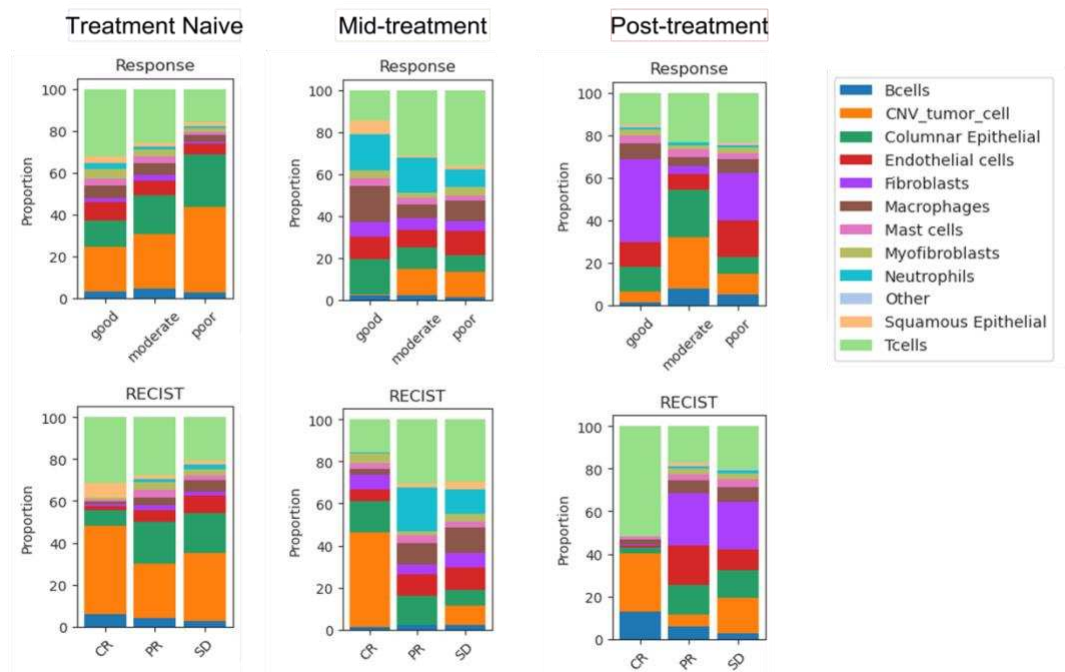 Treatment Naive
Mid-treatment
Post-treatment
Response
Proportion
100
80
60
40
20
0
good
moderate
poor
Response
Proportion
100
80
60
40
20
0
good
moderate
poor
Response
Proportion
100
80
60
40
20
0
good
moderate
poor
Bcells
CNV_tumor_cell
Columnar Epithelial
Endothelial cells
Fibroblasts
Macrophages
Mast cells
Myofibroblasts
Neutrophils
Other
Squamous Epithelial
Tcells
RECIST
Proportion
100
80
60
40
20
0
CR
PR
SD
RECIST
Proportion
100
80
60
40
20
0
CR
PR
SD
RECIST
Proportion
100
80
60
40
20
0
CR
PR
SD